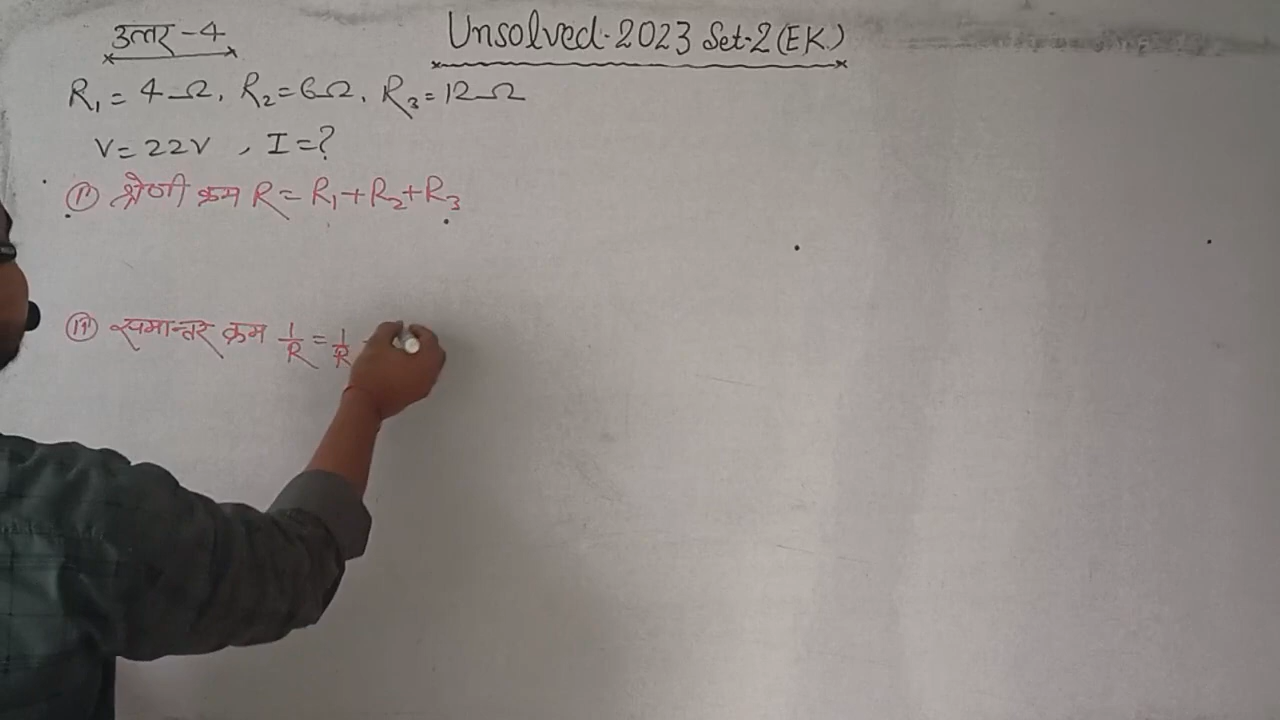 उत्तर-4
Unsolved-2023 Set-2(EK)
R₁ = 4Ω, R₂=6Ω, R₃=12Ω
V=22V , I=?
(i) श्रेणी क्रम R = R₁+R₂+R₃
(ii) समान्तर क्रम 1/R = 1/R